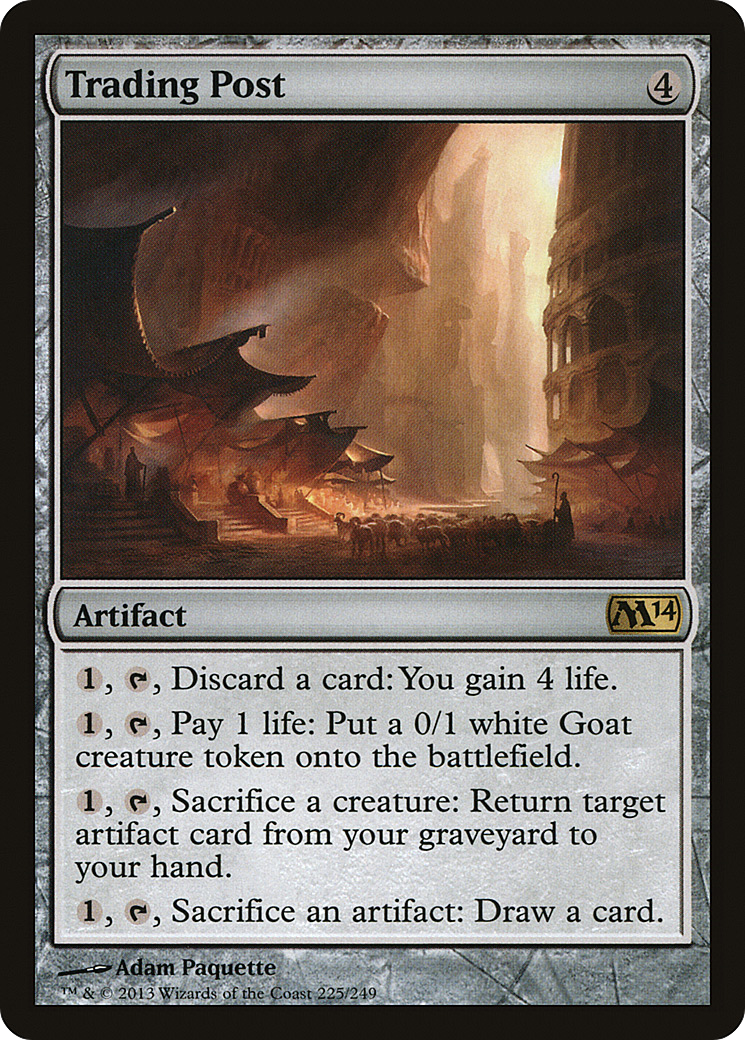 Trading Post 4
Artifact M14
1, Discard a card: You gain 4 life.
1, Pay 1 life: Put a 0/1 white Goat
creature token onto the battlefield.
1, Sacrifice a creature: Return target
artifact card from your graveyard to
your hand.
1, Sacrifice an artifact: Draw a card.
Adam Paquette
™ & © 2013 Wizards of the Coast 225/249